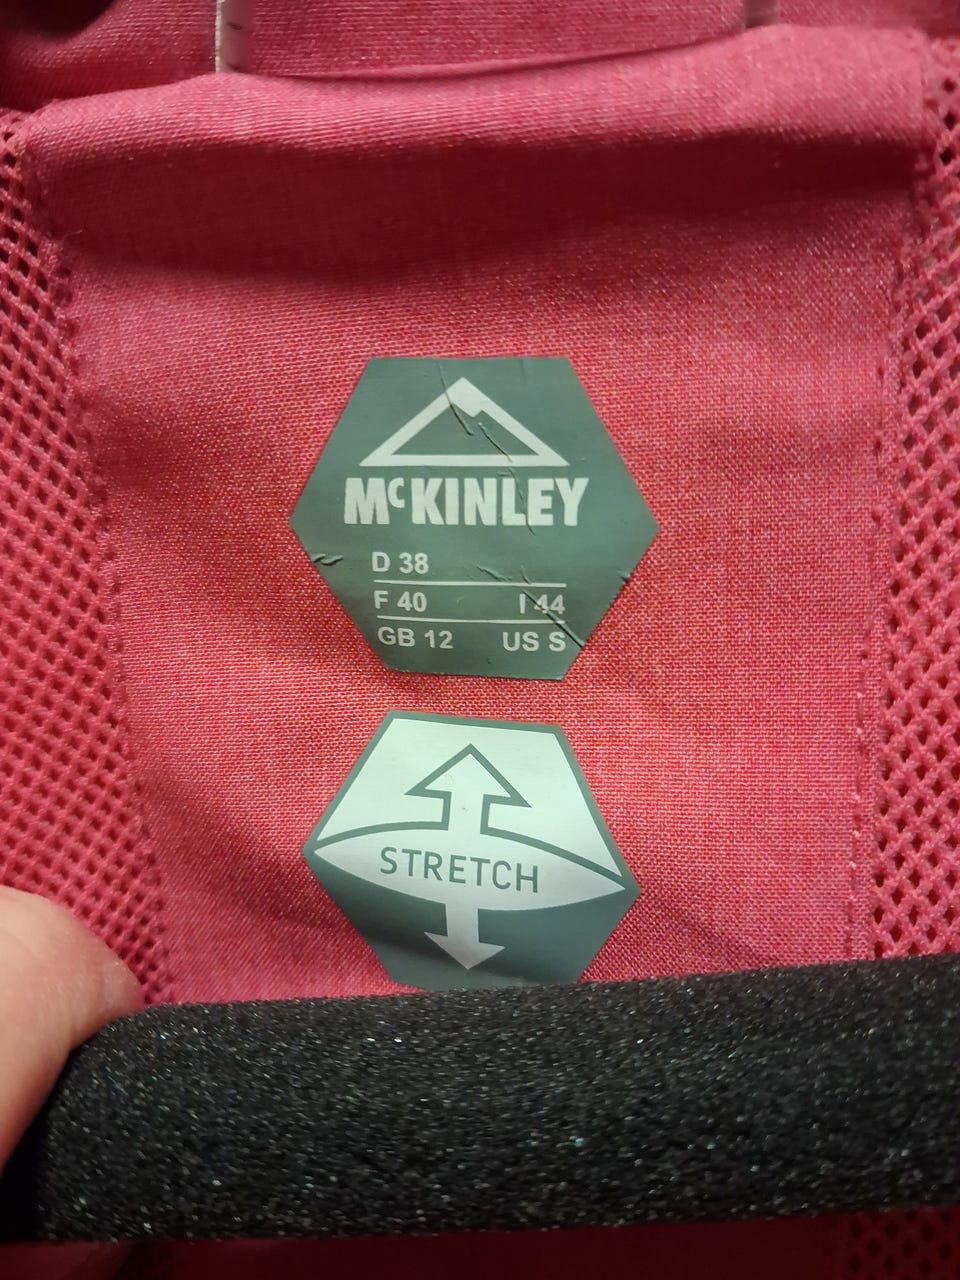 McKINLEY
D 38
F 40 I 44
GB 12 US S
STRETCH